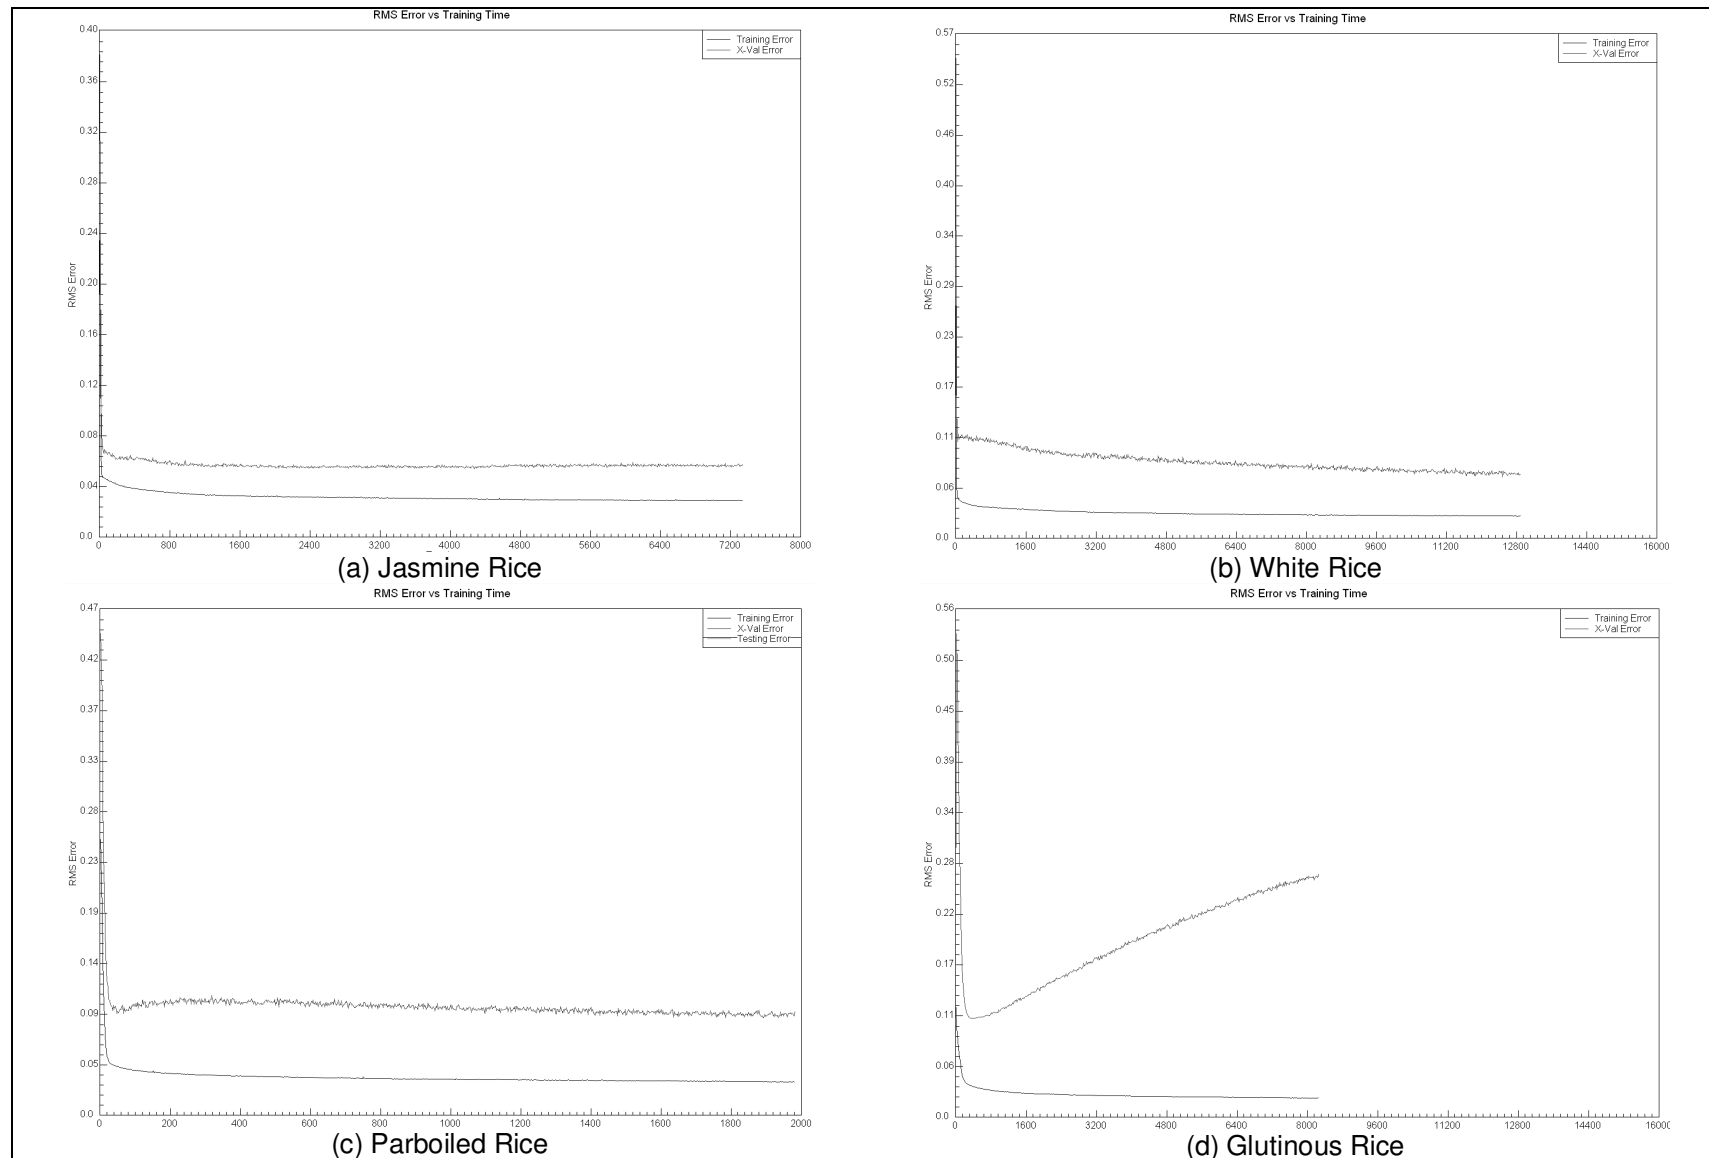 RMS Error vs Training Time
Training Error
X-Val Error
RMS Error
0.40
0.36
0.32
0.28
0.24
0.20
0.16
0.12
0.08
0.04
0.0
0 800 1600 2400 3200 4000 4800 5600 6400 7200 8000
(a) Jasmine Rice
RMS Error vs Training Time
Training Error
X-Val Error
RMS Error
0.57
0.52
0.46
0.40
0.34
0.29
0.23
0.17
0.11
0.06
0.0
0 1600 3200 4800 6400 8000 9600 11200 12800 14400 16000
(b) White Rice
RMS Error vs Training Time
Training Error
X-Val Error
Testing Error
RMS Error
0.47
0.42
0.37
0.33
0.28
0.23
0.19
0.14
0.09
0.05
0.0
0 200 400 600 800 1000 1200 1400 1600 1800 2000
(c) Parboiled Rice
RMS Error vs Training Time
Training Error
X-Val Error
RMS Error
0.56
0.50
0.45
0.39
0.34
0.28
0.22
0.17
0.11
0.06
0.0
0 1600 3200 4800 6400 8000 9600 11200 12800 14400 16000
(d) Glutinous Rice